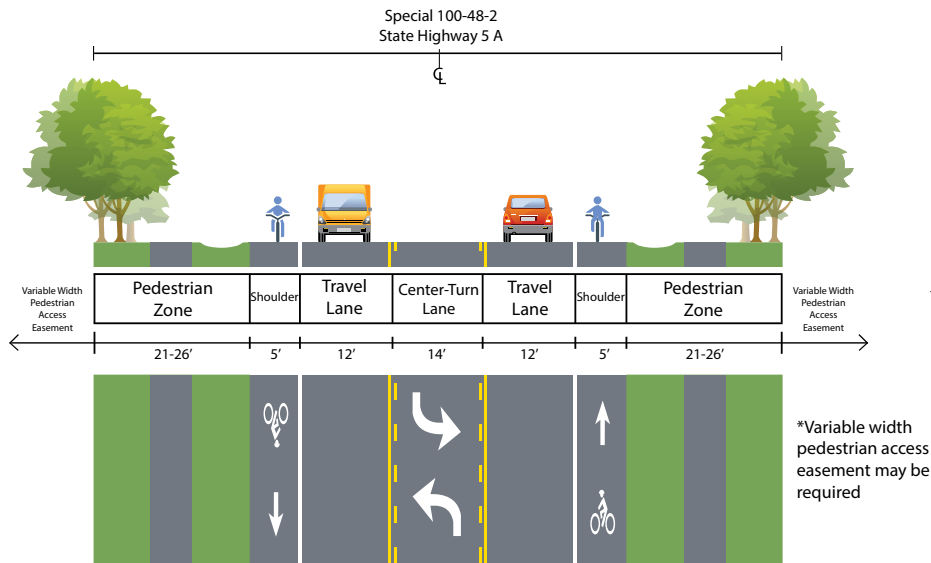 Special 100-48-2
State Highway 5 A
℄
Variable Width
Pedestrian
Access
Easement
Pedestrian
Zone
Shoulder
Travel
Lane
Center-Turn
Lane
Travel
Lane
Shoulder
Pedestrian
Zone
Variable Width
Pedestrian
Access
Easement
21-26’
5’
12’
14’
12’
5’
21-26’
*Variable width
pedestrian access
easement may be
required